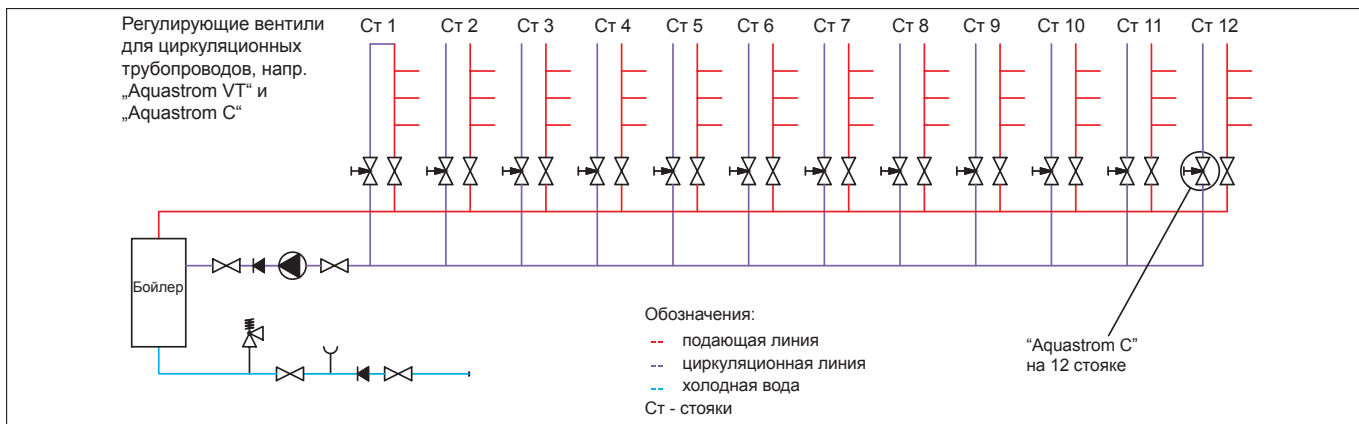 Регулирующие вентили
для циркуляционных
трубопроводов, напр.
„Aquastrom VT“ и
„Aquastrom C“
Ст 1 Ст 2 Ст 3 Ст 4 Ст 5 Ст 6 Ст 7 Ст 8 Ст 9 Ст 10 Ст 11 Ст 12
Бойлер
Обозначения:
подающая линия
циркуляционная линия
холодная вода
Ст - стояки
“Aquastrom C”
на 12 стояке